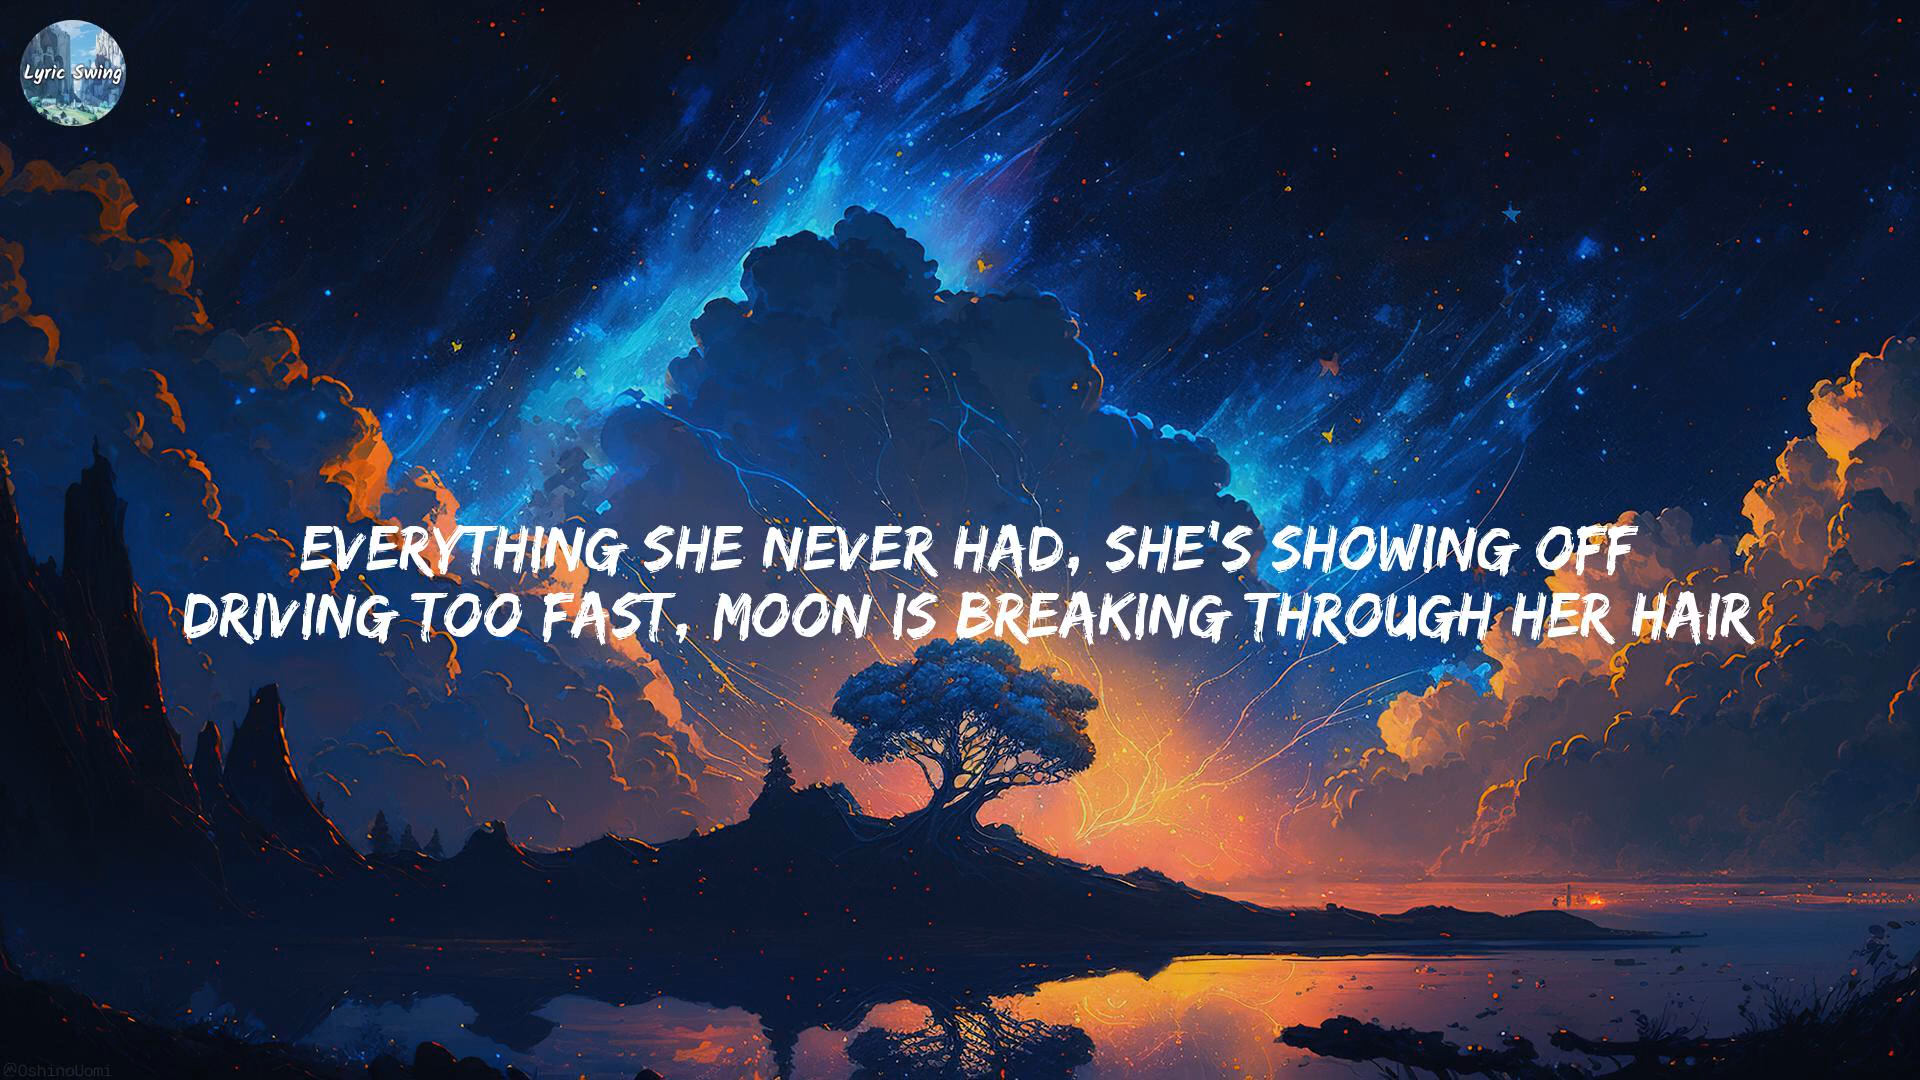 Lyric Swing
EVERYTHING SHE NEVER HAD, SHE'S SHOWING OFF
DRIVING TOO FAST, MOON IS BREAKING THROUGH HER HAIR
@OshinoUomi